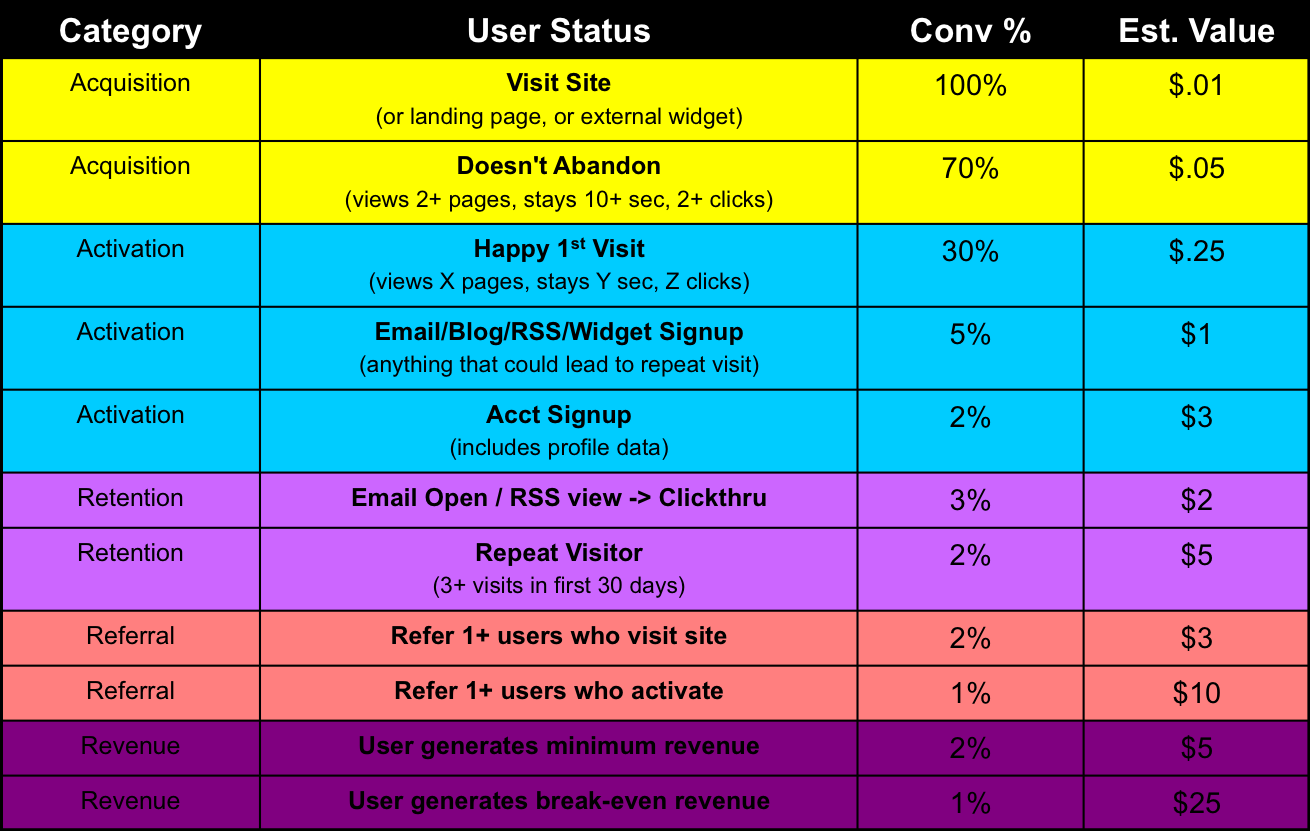 Category User Status Conv % Est. Value
Acquisition Visit Site 100% $.01
(or landing page, or external widget)
Acquisition Doesn't Abandon 70% $.05
(views 2+ pages, stays 10+ sec, 2+ clicks)
Activation Happy 1st Visit 30% $.25
(views X pages, stays Y sec, Z clicks)
Activation Email/Blog/RSS/Widget Signup 5% $1
(anything that could lead to repeat visit)
Activation Acct Signup 2% $3
(includes profile data)
Retention Email Open / RSS view -> Clickthru 3% $2
Retention Repeat Visitor 2% $5
(3+ visits in first 30 days)
Referral Refer 1+ users who visit site 2% $3
Referral Refer 1+ users who activate 1% $10
Revenue User generates minimum revenue 2% $5
Revenue User generates break-even revenue 1% $25